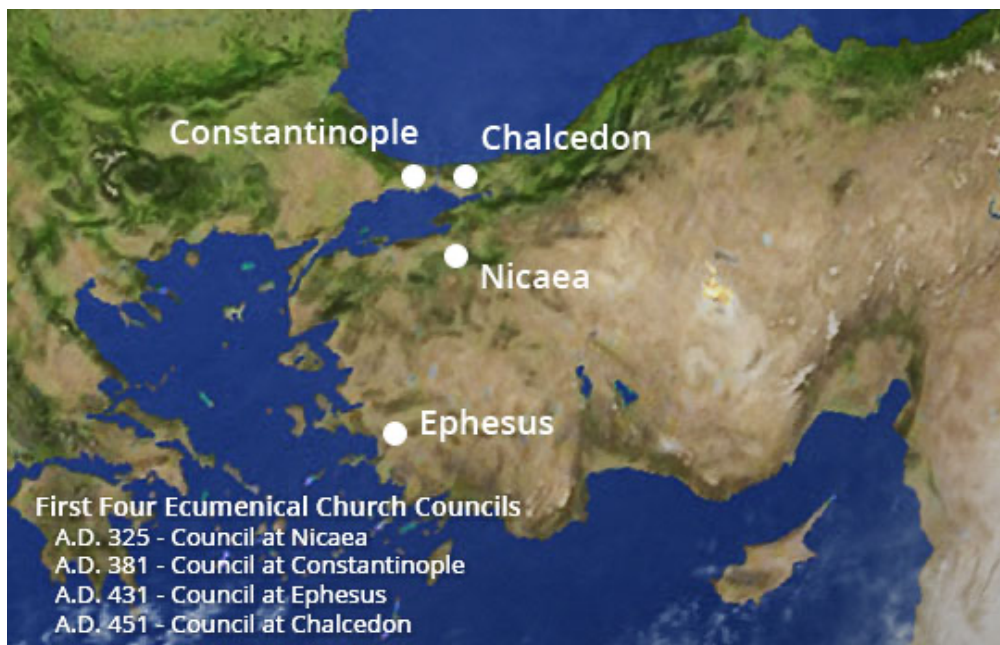 Constantinople
Chalcedon
Nicaea
Ephesus
First Four Ecumenical Church Councils
A.D. 325 - Council at Nicaea
A.D. 381 - Council at Constantinople
A.D. 431 - Council at Ephesus
A.D. 451 - Council at Chalcedon